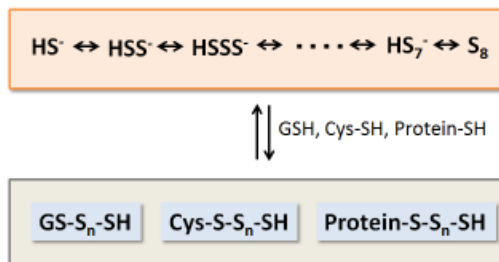 HS⁻ ↔ HSS⁻ ↔ HSSS⁻ ↔ ···· ↔ HS₇⁻ ↔ S₈
GSH, Cys-SH, Protein-SH
GS-Sₙ-SH Cys-S-Sₙ-SH Protein-S-Sₙ-SH